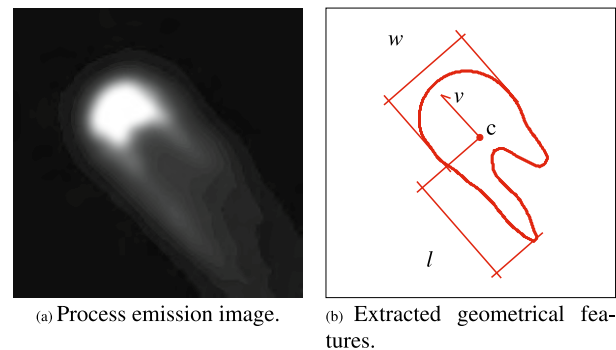 w
v
c
l
(a) Process emission image.
(b) Extracted geometrical fea-
tures.